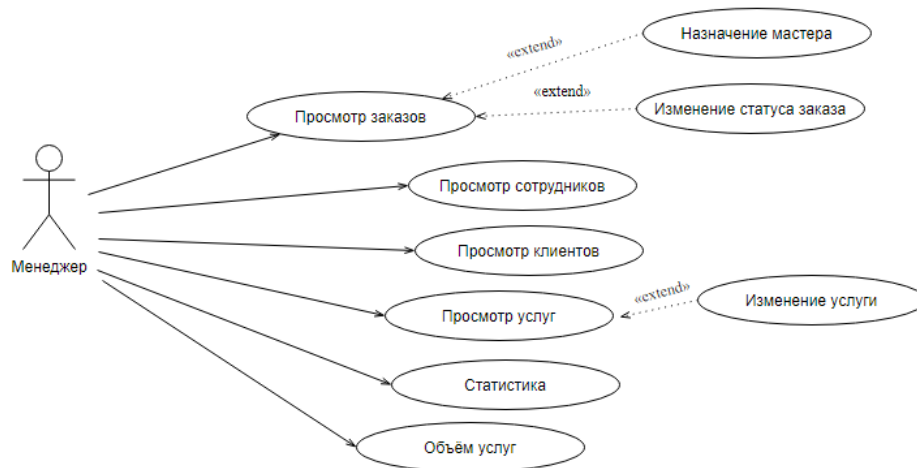 Назначение мастера
«extend»
«extend»
Изменение статуса заказа
Просмотр заказов
Просмотр сотрудников
Менеджер
Просмотр клиентов
«extend»
Изменение услуги
Просмотр услуг
Статистика
Объём услуг